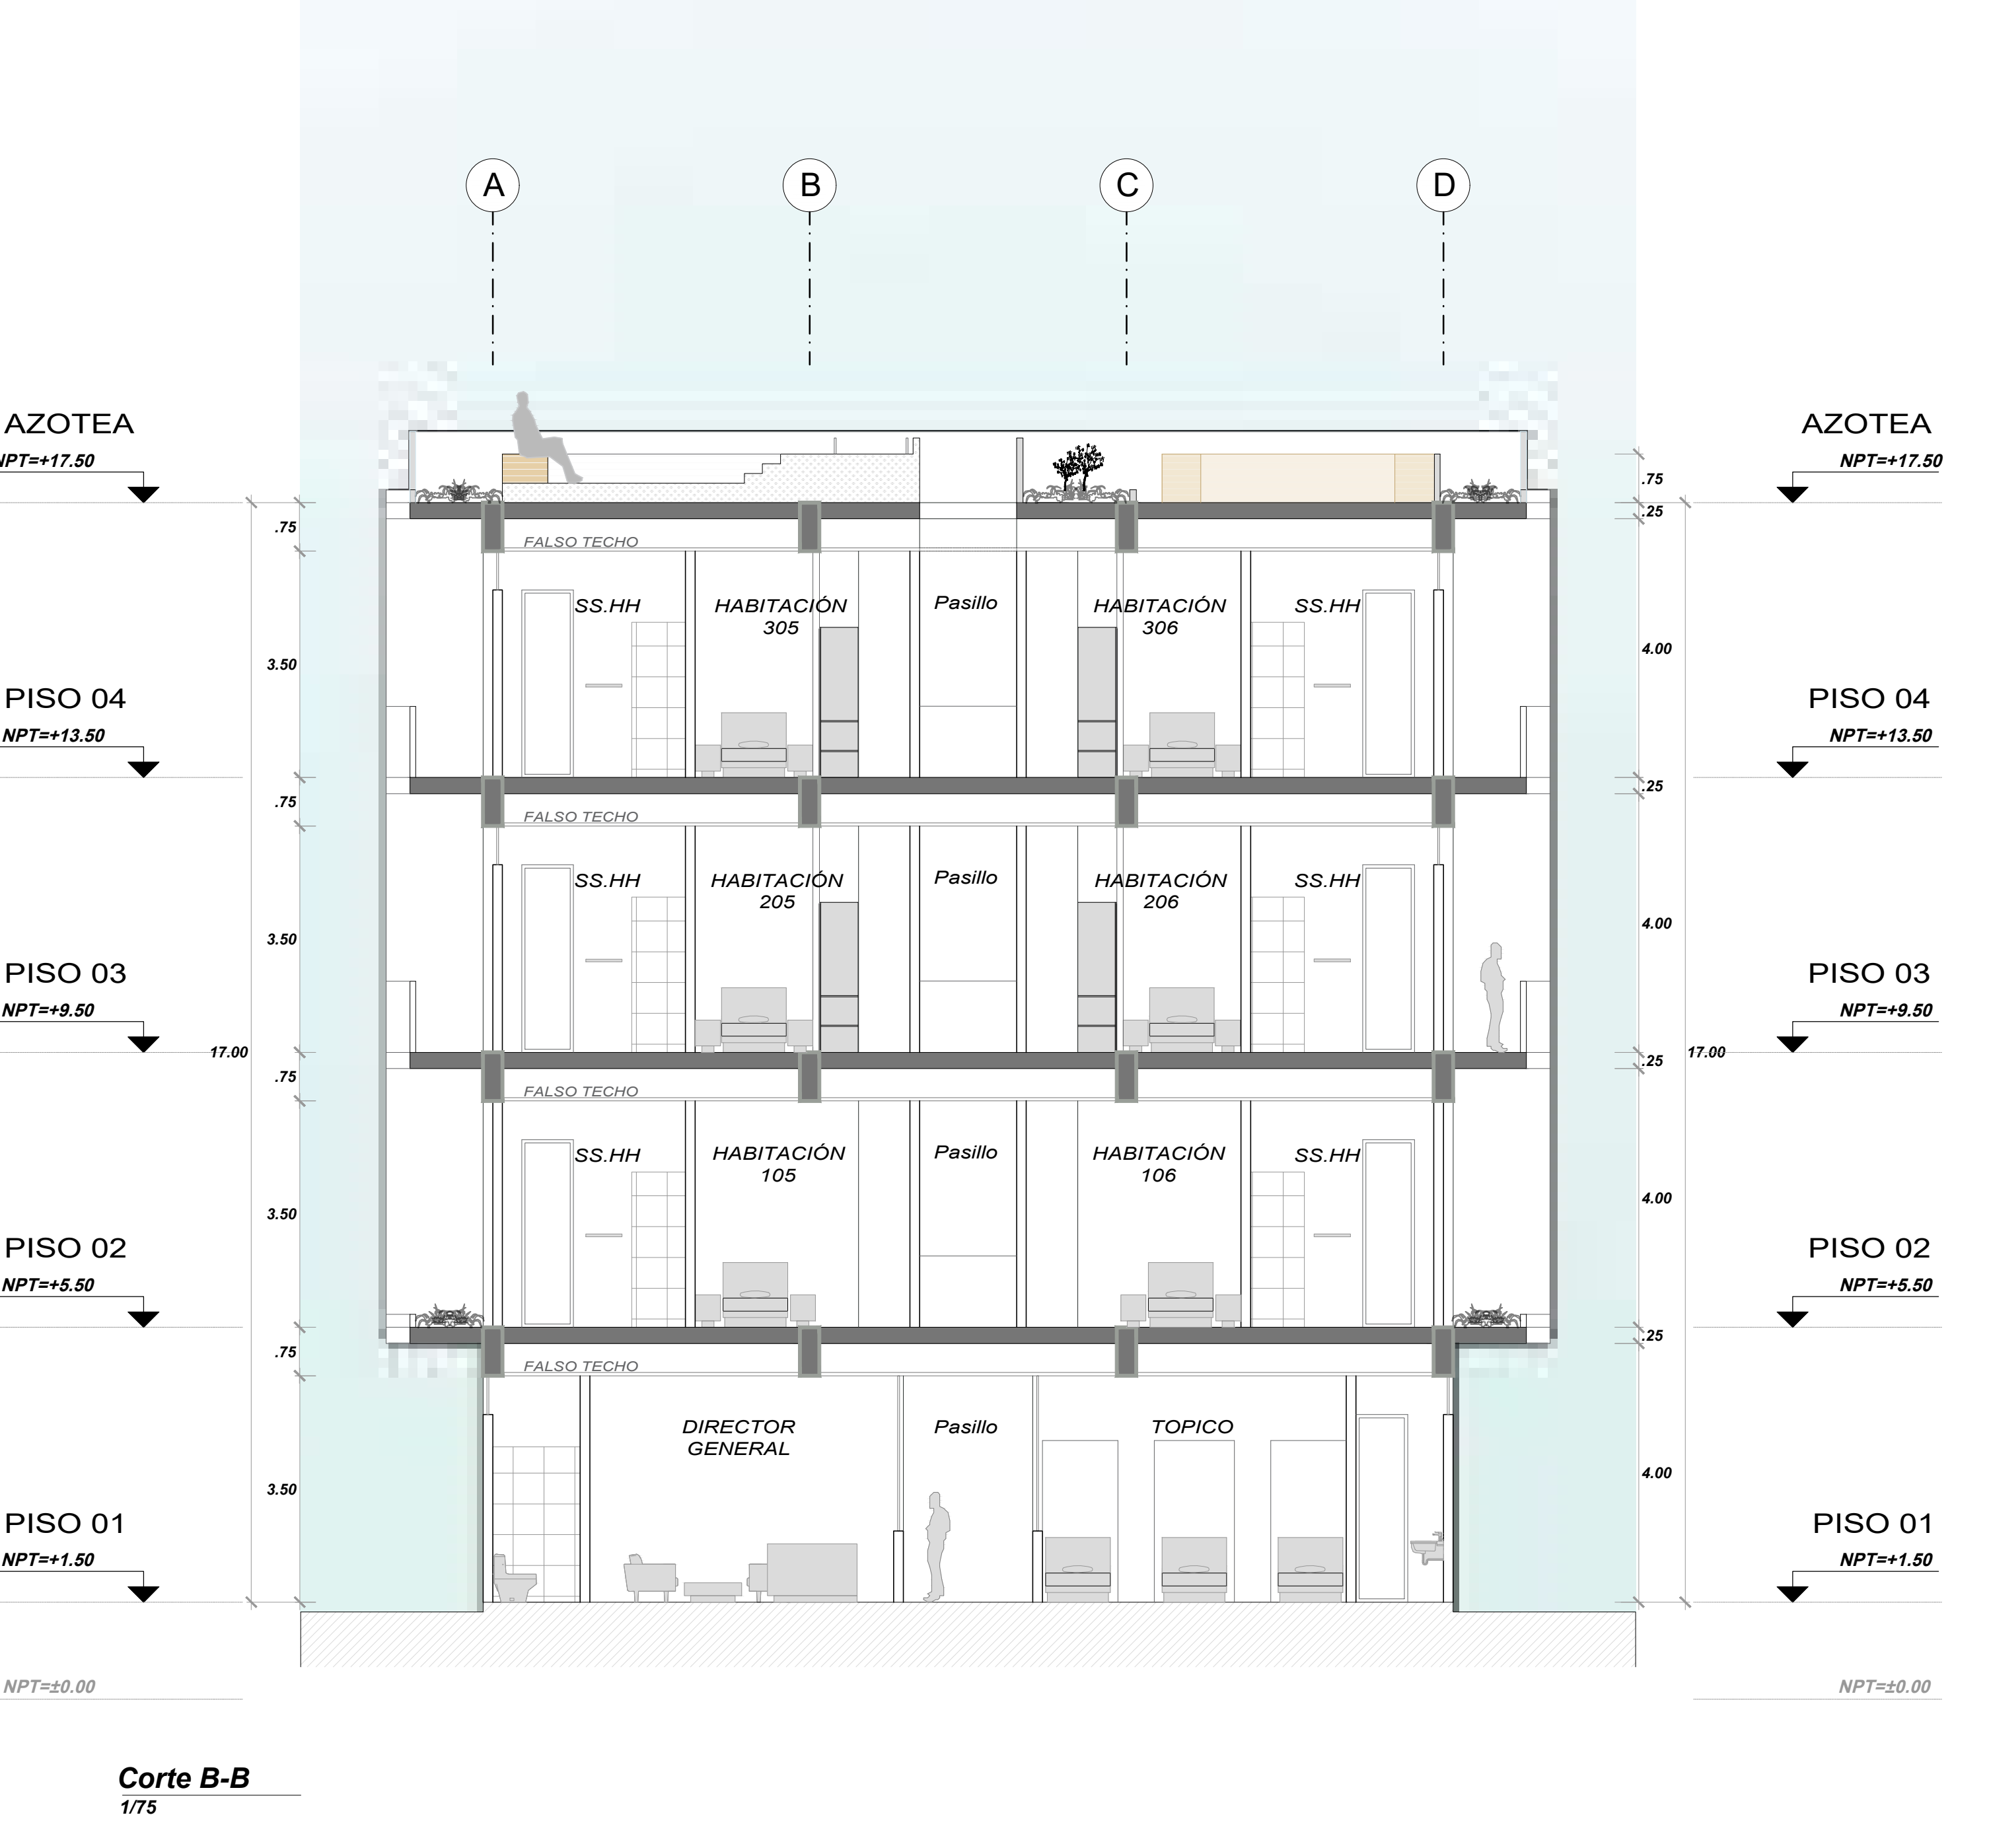 A B C D
AZOTEA AZOTEA
NPT=+17.50 NPT=+17.50
.75
.25
.75
FALSO TECHO
SS.HH HABITACIÓN Pasillo HABITACIÓN SS.HH
305 306
3.50 4.00
PISO 04 PISO 04
NPT=+13.50 NPT=+13.50
.25
.75
FALSO TECHO
SS.HH HABITACIÓN Pasillo HABITACIÓN SS.HH
205 206
3.50 4.00
PISO 03 PISO 03
NPT=+9.50 NPT=+9.50
17.00 .25 17.00
.75
FALSO TECHO
SS.HH HABITACIÓN Pasillo HABITACIÓN SS.HH
105 106
3.50 4.00
PISO 02 PISO 02
NPT=+5.50 NPT=+5.50
.25
.75
FALSO TECHO
DIRECTOR Pasillo TOPICO
GENERAL
3.50 4.00
PISO 01 PISO 01
NPT=+1.50 NPT=+1.50
NPT=±0.00 NPT=±0.00
Corte B-B
1/75